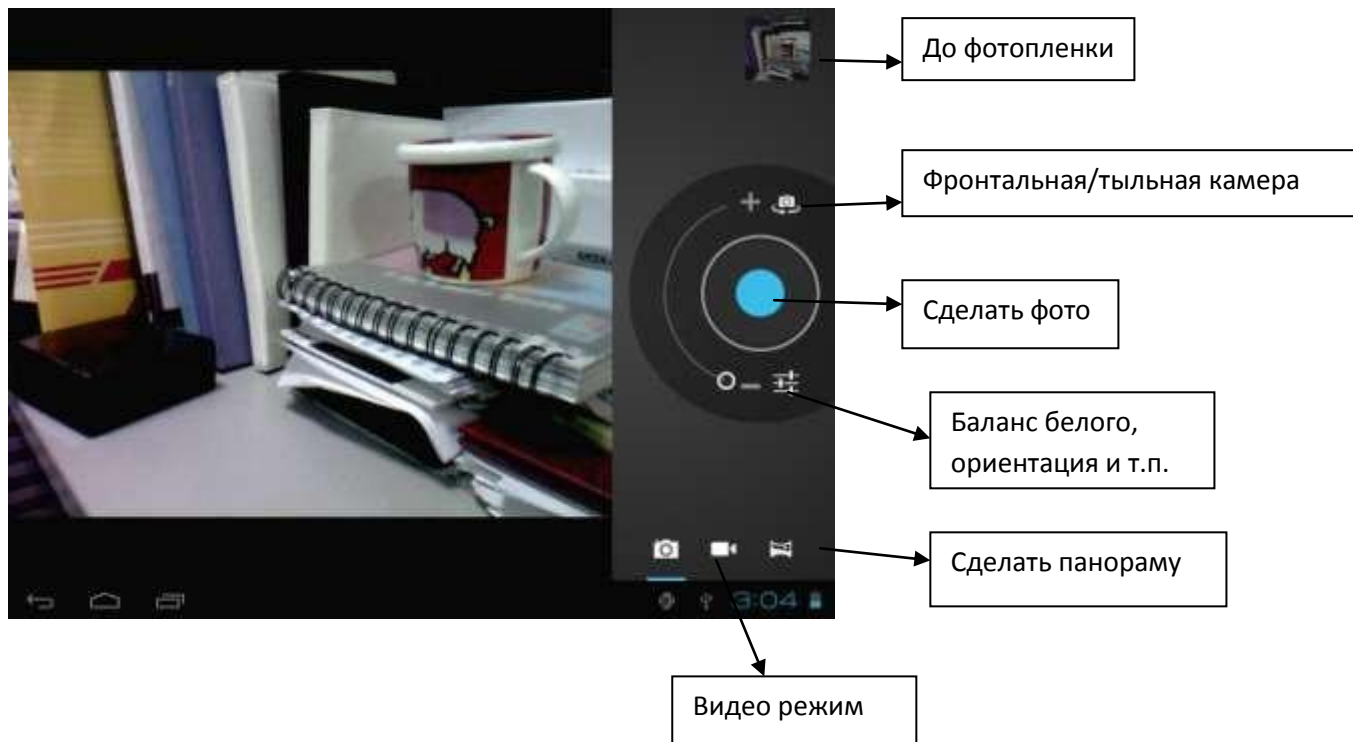 До фотопленки
Фронтальная/тыльная камера
Сделать фото
Баланс белого,
ориентация и т.п.
Сделать панораму
3:04
Видео режим